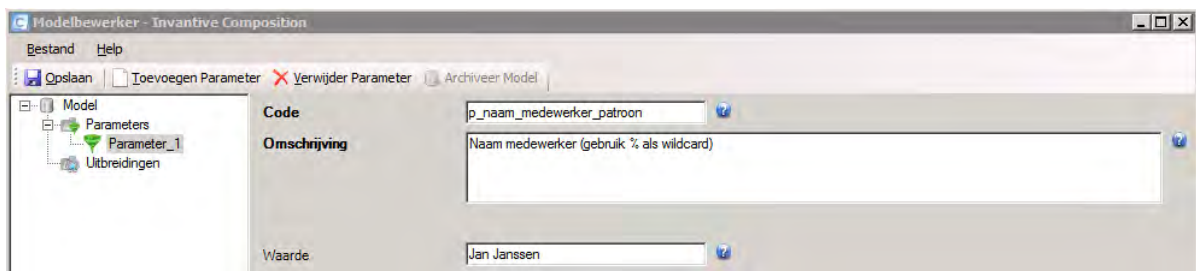 Modelbewerker - Invantive Composition
Bestand Help
Opslaan Toevoegen Parameter Verwijder Parameter Archiveer Model
Model
Parameters
Parameter_1
Uitbreidingen
Code p_naam_medewerker_patroon
Omschrijving Naam medewerker (gebruik % als wildcard)
Waarde Jan Janssen